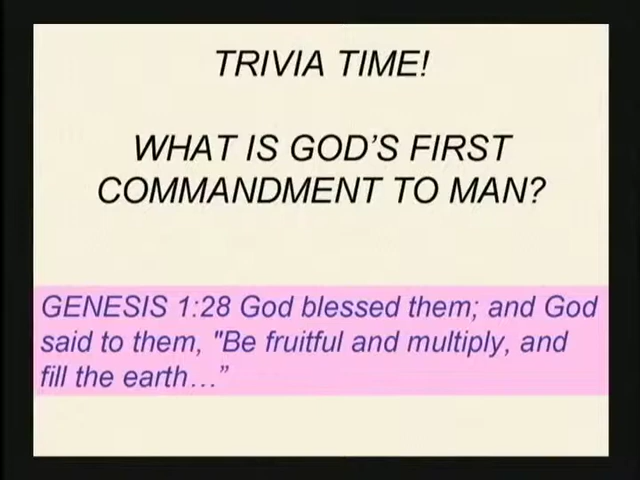 TRIVIA TIME!
WHAT IS GOD’S FIRST
COMMANDMENT TO MAN?
GENESIS 1:28 God blessed them; and God
said to them, "Be fruitful and multiply, and
fill the earth…”